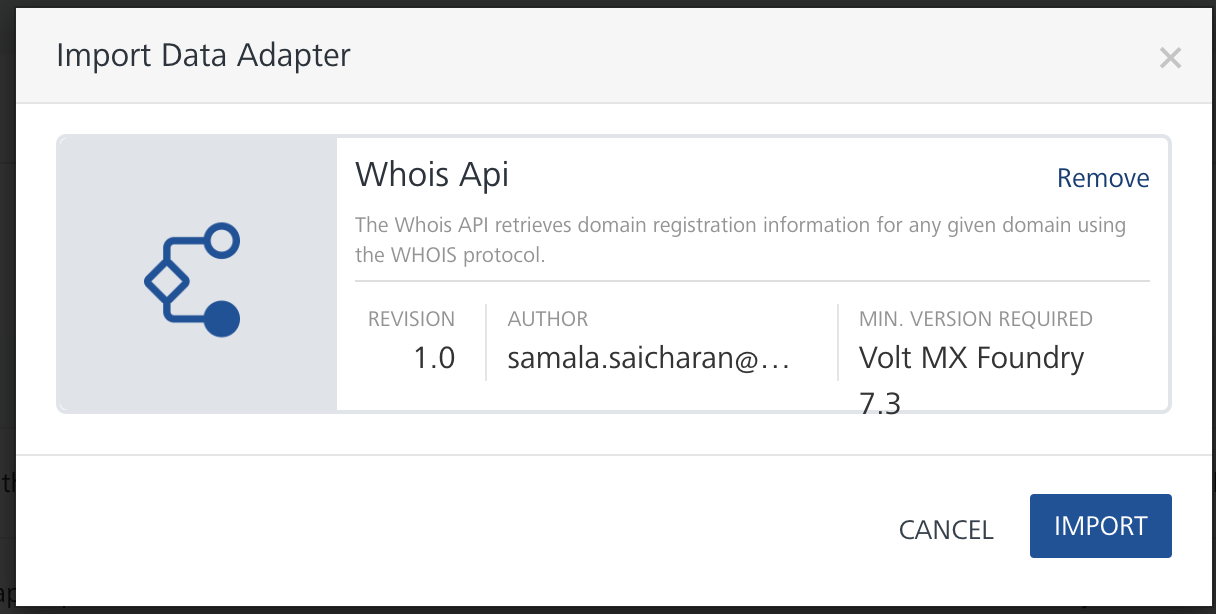 Import Data Adapter
Whois Api
Remove
The Whois API retrieves domain registration information for any given domain using
the WHOIS protocol.
REVISION
1.0
AUTHOR
samala.saicharan@...
MIN. VERSION REQUIRED
Volt MX Foundry
7.3
CANCEL
IMPORT